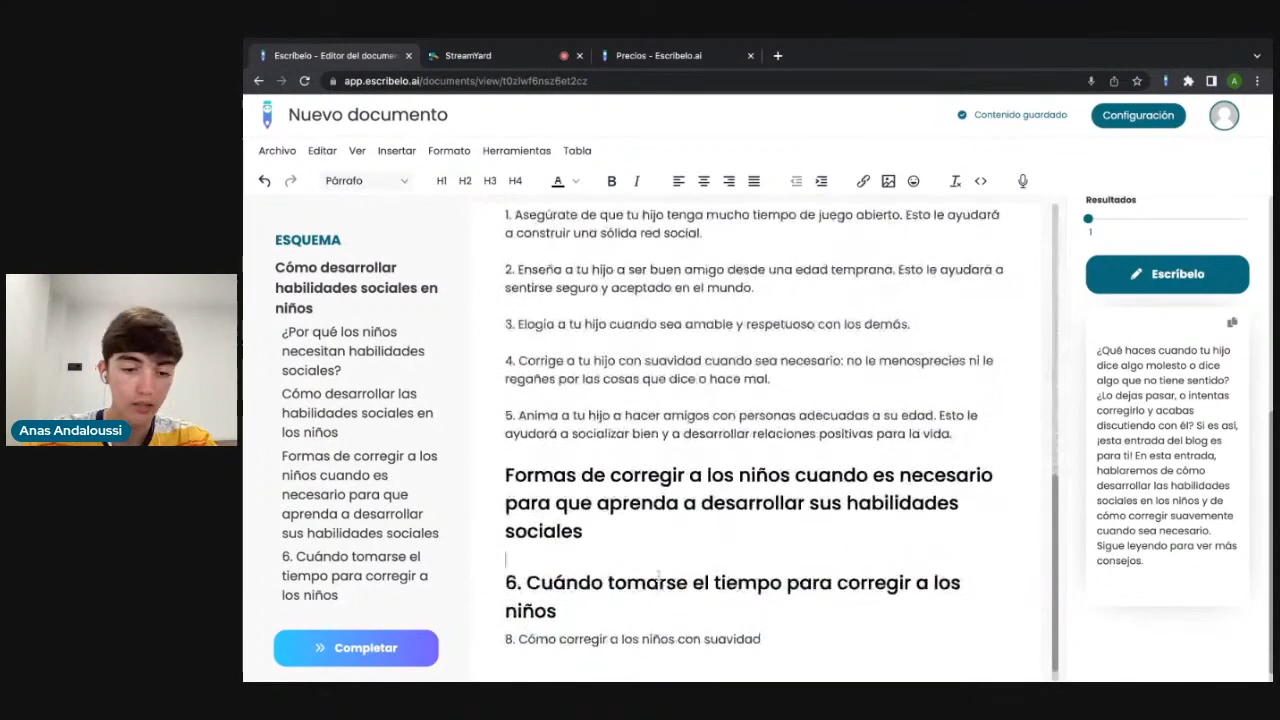 Escríbelo - Editor del documen
StreamYard
Precios - Escribelo.ai
app.escribelo.ai/documents/view/t0zlwf6nsz6et2cz
A
Nuevo documento
Contenido guardado
Configuración
Archivo
Editar
Ver
Insertar
Formato
Herramientas
Tabla
Párrafo
H1
H2
H3
H4
A
B
I
ESQUEMA
Cómo desarrollar
habilidades sociales en
niños
¿Por qué los niños
necesitan habilidades
sociales?
Cómo desarrollar las
habilidades sociales en
los niños
Formas de corregir a los
niños cuando es
necesario para que
aprenda a desarrollar
sus habilidades sociales
6. Cuándo tomarse el
tiempo para corregir a
los niños
Completar
1. Asegúrate de que tu hijo tenga mucho tiempo de juego abierto. Esto le ayudará
a construir una sólida red social.
2. Enseña a tu hijo a ser buen amigo desde una edad temprana. Esto le ayudará a
sentirse seguro y aceptado en el mundo.
3. Elogia a tu hijo cuando sea amable y respetuoso con los demás.
4. Corrige a tu hijo con suavidad cuando sea necesario: no le menosprecies ni le
regañes por las cosas que dice o hace mal.
5. Anima a tu hijo a hacer amigos con personas adecuadas a su edad. Esto le
ayudará a socializar bien y a desarrollar relaciones positivas para la vida.
Formas de corregir a los niños cuando es necesario
para que aprenda a desarrollar sus habilidades
sociales
6. Cuándo tomarse el tiempo para corregir a los
niños
8. Cómo corregir a los niños con suavidad
Resultados
1
Escríbelo
¿Qué haces cuando tu hijo
dice algo molesto o dice
algo que no tiene sentido?
¿Lo dejas pasar, o intentas
corregirlo y acabas
discutiendo con él? Si es así,
¡esta entrada del blog es
para ti! En esta entrada,
hablaremos de cómo
desarrollar las habilidades
sociales en los niños y de
cómo corregir suavemente
cuando sea necesario.
Sigue leyendo para ver más
consejos.
Anas Andaloussi